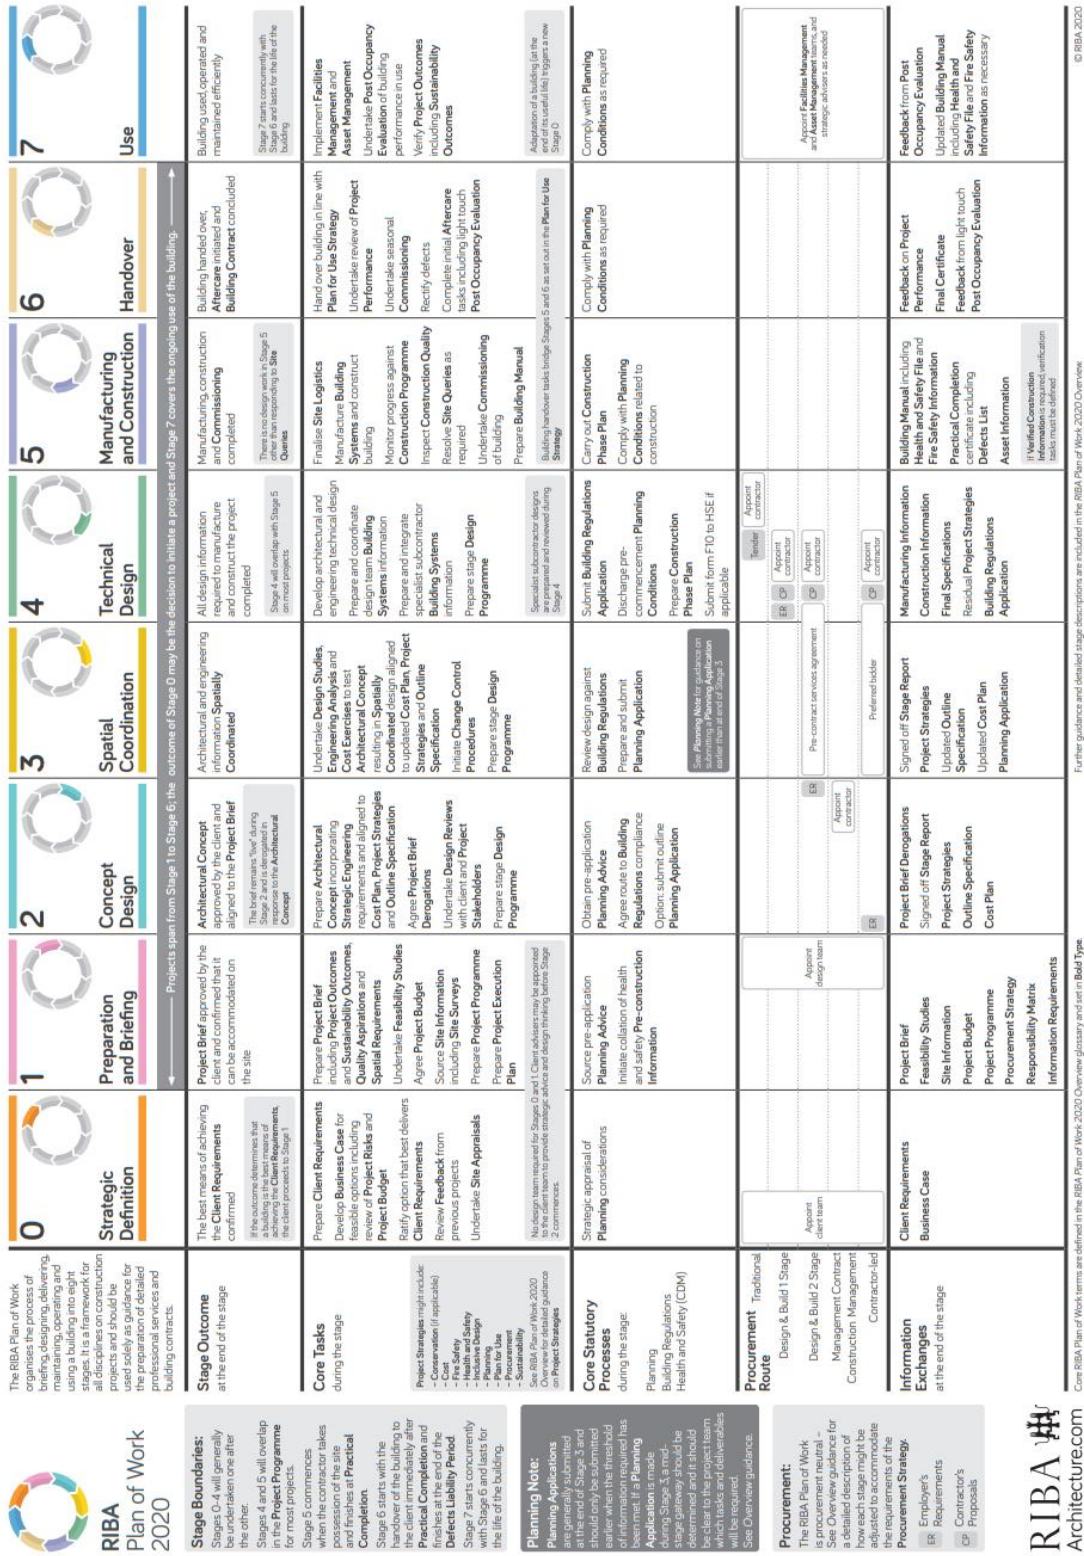 RIBA
Plan of Work
2020
The RIBA Plan of Work
organises the process of
briefing, designing, delivering,
maintaining, operating and
using a building into eight
stages. It is a framework for
all disciplines on construction
projects and should be
used solely as guidance for
the preparation of detailed
professional services and
building contracts.
0
Strategic
Definition
1
Preparation
and Briefing
2
Concept
Design
3
Spatial
Coordination
4
Technical
Design
5
Manufacturing
and Construction
6
Handover
7
Use
Projects span from Stage 1 to Stage 6; the outcome of Stage 0 may be the decision to initiate a project and Stage 7 covers the ongoing use of the building.
Stage Boundaries:
Stages 0-4 will generally
be undertaken one after
the other.
Stages 4 and 5 will overlap
in the Project Programme
for most projects.
Stage 5 commences
when the contractor takes
possession of the site
and finishes at Practical
Completion.
Stage 6 starts with the
handover of the building to
the client immediately after
Practical Completion and
finishes at the end of the
Defects Liability Period.
Stage 7 starts concurrently
with Stage 6 and lasts for
the life of the building.
Planning Note:
Planning Applications
are generally submitted
at the end of Stage 3 and
should only be submitted
earlier when the threshold
of information required has
been met. If a Planning
Application is made
during Stage 3, a mid-
stage gateway should be
determined and it should
be clear to the project team
which tasks and deliverables
will be required.
See Overview guidance.
Procurement:
The RIBA Plan of Work
is procurement neutral –
See Overview guidance for
a detailed description of
how each stage might be
adjusted to accommodate
the requirements of the
Procurement Strategy.
ER Employer's
Requirements
CP Contractor's
Proposals
Stage Outcome
at the end of the stage
The best means of achieving
the Client Requirements
confirmed
If the outcome determines that
a building is the best means of
achieving the Client Requirements,
the client proceeds to Stage 1
Project Brief approved by the
client and confirmed that it
can be accommodated on
the site
Architectural Concept
approved by the client and
aligned to the Project Brief
The brief remains "live" during
Stage 2 and is derogated in
response to the Architectural
Concept
Architectural and engineering
information Spatially
Coordinated
All design information
required to manufacture
and construct the project
completed
Stage 4 will overlap with Stage 5
on most projects
Manufacturing, construction
and Commissioning
completed
There is no design work in Stage 5
other than responding to Site
Queries
Building handed over,
Aftercare initiated and
Building Contract concluded
Building used, operated and
maintained efficiently
Stage 7 starts concurrently with
Stage 6 and lasts for the life of the
building
Core Tasks
during the stage
Project Strategies might include:
– Conservation (if applicable)
– Cost
– Fire Safety
– Health and Safety
– Inclusive Design
– Planning
– Plan for Use
– Procurement
– Sustainability
See RIBA Plan of Work 2020
Overview for detailed guidance
on Project Strategies
Prepare Client Requirements
Develop Business Case for
feasible options including
review of Project Risks and
Project Budget
Ratify option that best delivers
Client Requirements
Review Feedback from
previous projects
Undertake Site Appraisals
No design team required for Stages 0 and 1. Client advisers may be appointed
to the client team to provide strategic advice and design thinking before Stage
2 commences.
Prepare Project Brief
including Project Outcomes
and Sustainability Outcomes,
Quality Aspirations and
Spatial Requirements
Undertake Feasibility Studies
Agree Project Budget
Source Site Information
including Site Surveys
Prepare Project Programme
Prepare Project Execution
Plan
Prepare Architectural
Concept incorporating
Strategic Engineering
requirements and aligned to
Cost Plan, Project Strategies
and Outline Specification
Agree Project Brief
Derogations
Undertake Design Reviews
with client and Project
Stakeholders
Prepare stage Design
Programme
Undertake Design Studies,
Engineering Analysis and
Cost Exercises to test
Architectural Concept
resulting in Spatially
Coordinated design aligned
to updated Cost Plan, Project
Strategies and Outline
Specification
Initiate Change Control
Procedures
Prepare stage Design
Programme
Develop architectural and
engineering technical design
Prepare and coordinate
design team Building
Systems information
Prepare and integrate
specialist subcontractor
Building Systems
information
Prepare stage Design
Programme
Specialist subcontractor designs
are prepared and reviewed during
Stage 4
Finalise Site Logistics
Manufacture Building
Systems and construct
building
Monitor progress against
Construction Programme
Inspect Construction Quality
Resolve Site Queries as
required
Undertake Commissioning
of building
Prepare Building Manual
Building handover tasks bridge Stages 5 and 6 as set out in the Plan for Use
Strategy
Hand over building in line with
Plan for Use Strategy
Undertake review of Project
Performance
Undertake seasonal
Commissioning
Rectify defects
Complete initial Aftercare
tasks including light touch
Post Occupancy Evaluation
Implement Facilities
Management and
Asset Management
Undertake Post Occupancy
Evaluation of building
performance in use
Verify Project Outcomes
including Sustainability
Outcomes
Adaptation of a building (at the
end of its useful life) triggers a new
Stage 0
Core Statutory
Processes
during the stage:
Planning
Building Regulations
Health and Safety (CDM)
Strategic appraisal of
Planning considerations
Source pre-application
Planning Advice
Initiate collation of health
and safety Pre-construction
Information
Obtain pre-application
Planning Advice
Agree route to Building
Regulations compliance
Option: submit outline
Planning Application
Review design against
Building Regulations
Prepare and submit
Planning Application
See Planning Note for guidance on
submitting a Planning Application
earlier than at end of Stage 3
Submit Building Regulations
Application
Discharge pre-
commencement Planning
Conditions
Prepare Construction
Phase Plan
Submit form F10 to HSE if
applicable
Carry out Construction
Phase Plan
Comply with Planning
Conditions related to
construction
Comply with Planning
Conditions as required
Comply with Planning
Conditions as required
Procurement
Route
Traditional
Design & Build 1 Stage
Design & Build 2 Stage
Management Contract
Construction Management
Contractor-led
Appoint
client team
Appoint
design team
Tender
Appoint
contractor
ER
CP
Appoint
contractor
ER
Pre-contract services agreement
CP
Appoint
contractor
Appoint
contractor
ER
Preferred bidder
CP
Appoint
contractor
Appoint Facilities Management
and Asset Management teams, and
strategic advisers as needed
Information
Exchanges
at the end of the stage
Client Requirements
Business Case
Project Brief
Feasibility Studies
Site Information
Project Budget
Project Programme
Procurement Strategy
Responsibility Matrix
Information Requirements
Project Brief Derogations
Signed off Stage Report
Project Strategies
Outline Specification
Cost Plan
Signed off Stage Report
Project Strategies
Updated Outline
Specification
Updated Cost Plan
Planning Application
Manufacturing Information
Construction Information
Final Specifications
Residual Project Strategies
Building Regulations
Application
Building Manual including
Health and Safety File and
Fire Safety Information
Practical Completion
certificate including
Defects List
Asset Information
If Verified Construction
Information is required, verification
tasks must be defined
Feedback on Project
Performance
Final Certificate
Feedback from light touch
Post Occupancy Evaluation
Feedback from Post
Occupancy Evaluation
Updated Building Manual
including Health and
Safety File and Fire Safety
Information as necessary
RIBA
Architecture.com
Core RIBA Plan of Work terms are defined in the RIBA Plan of Work 2020 Overview glossary and set in Bold Type.
Further guidance and detailed stage descriptions are included in the RIBA Plan of Work 2020 Overview.
© RIBA 2020